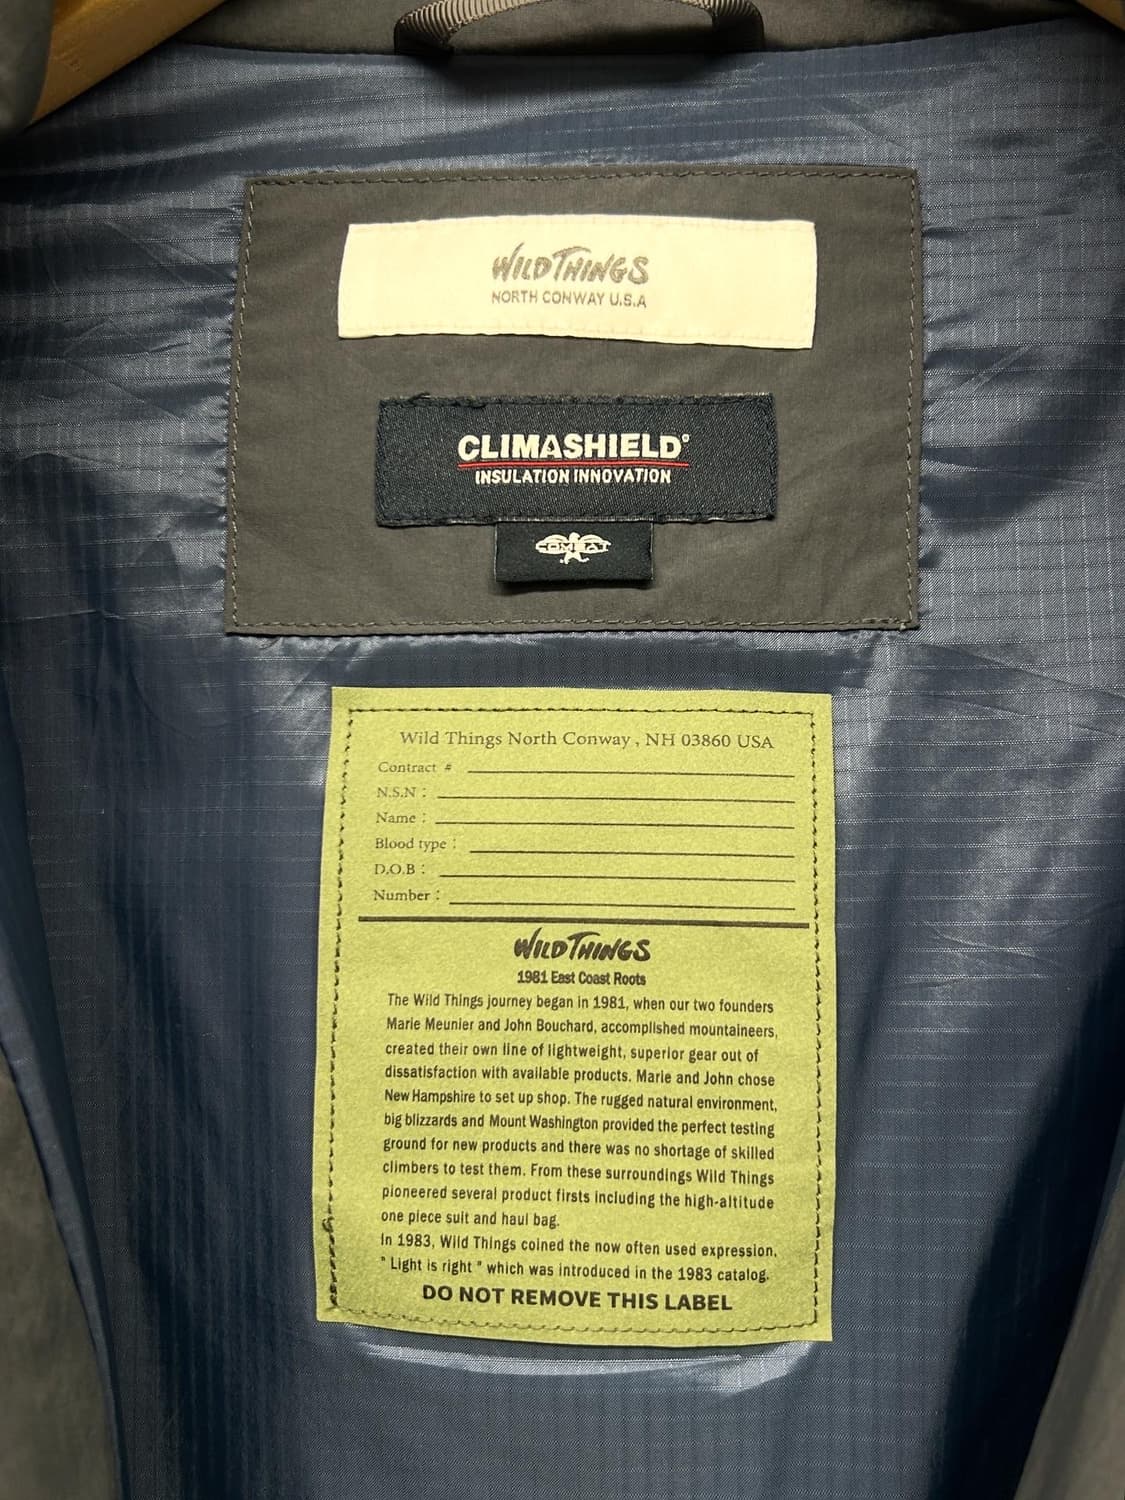 WILD THINGS
NORTH CONWAY U.S.A
CLIMASHIELD®
INSULATION INNOVATION
COMBAT
Wild Things North Conway , NH 03860 USA
Contract #
N.S.N :
Name :
Blood type :
D.O.B :
Number :
WILD THINGS
1981 East Coast Roots
The Wild Things journey began in 1981, when our two founders
Marie Meunier and John Bouchard, accomplished mountaineers,
created their own line of lightweight, superior gear out of
dissatisfaction with available products. Marie and John chose
New Hampshire to set up shop. The rugged natural environment,
big blizzards and Mount Washington provided the perfect testing
ground for new products and there was no shortage of skilled
climbers to test them. From these surroundings Wild Things
pioneered several product firsts including the high-altitude
one piece suit and haul bag.
In 1983, Wild Things coined the now often used expression,
" Light is right " which was introduced in the 1983 catalog.
DO NOT REMOVE THIS LABEL